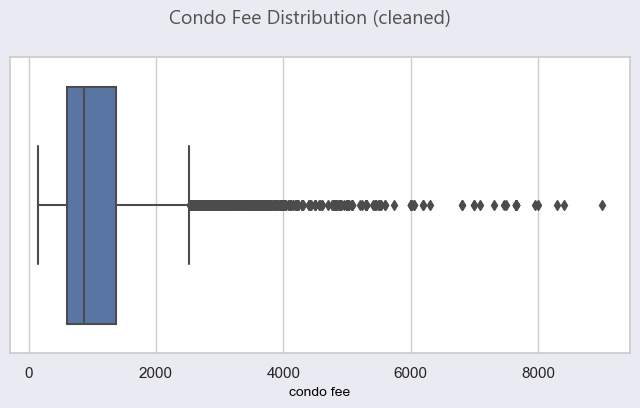 Condo Fee Distribution (cleaned)
0 2000 4000 6000 8000
condo fee